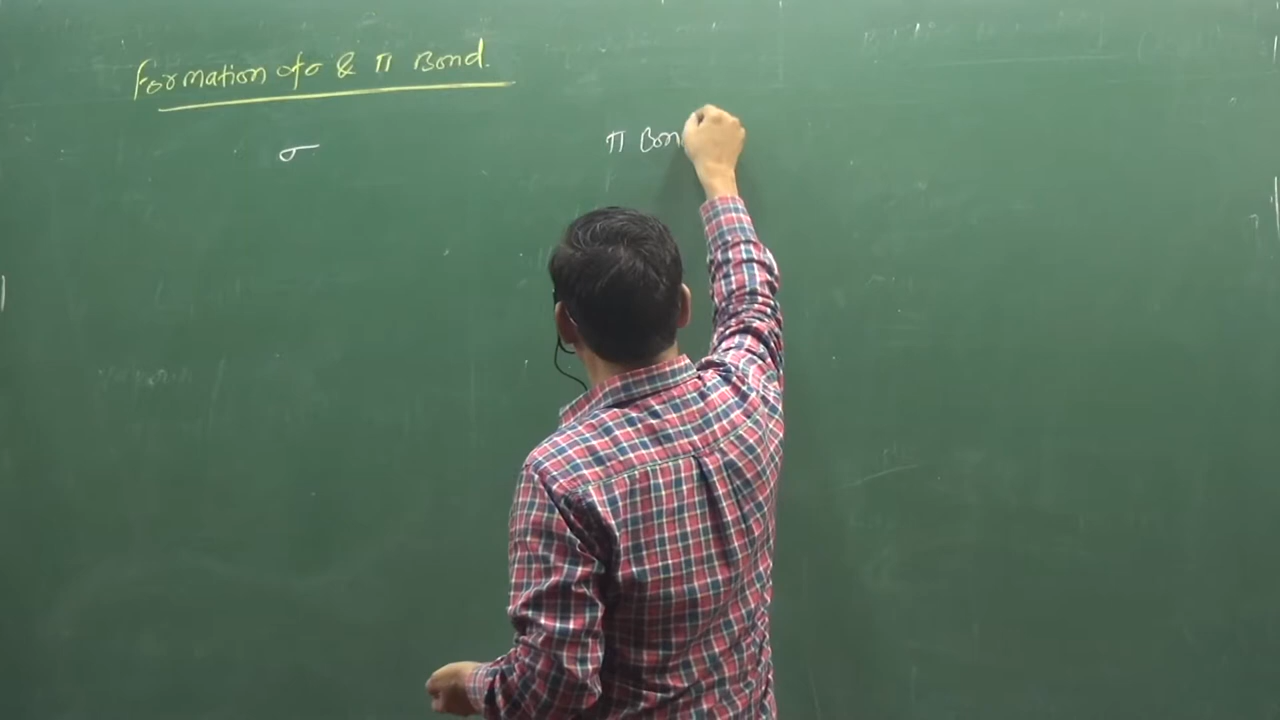 Formation of σ & π Bond.
σ
π Bon